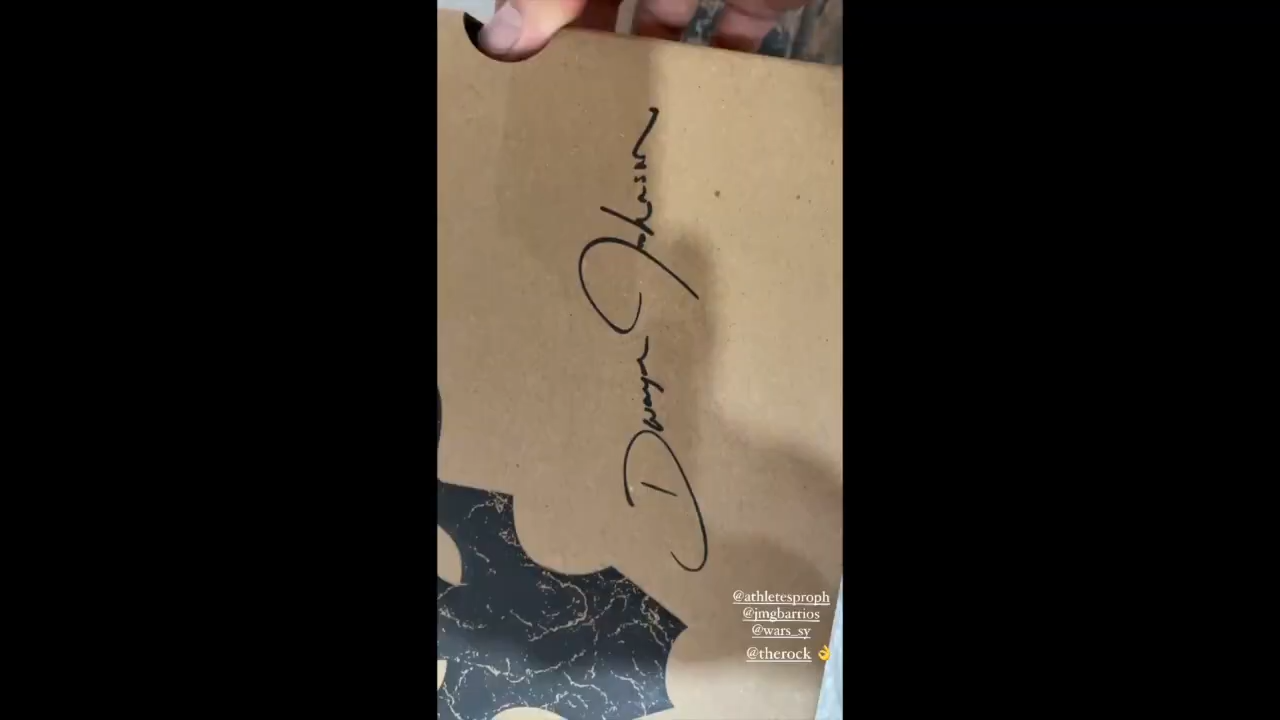 Dwayne Johnson
@athletesproph
@jmgbarrios
@wars_sy
@therock 👌